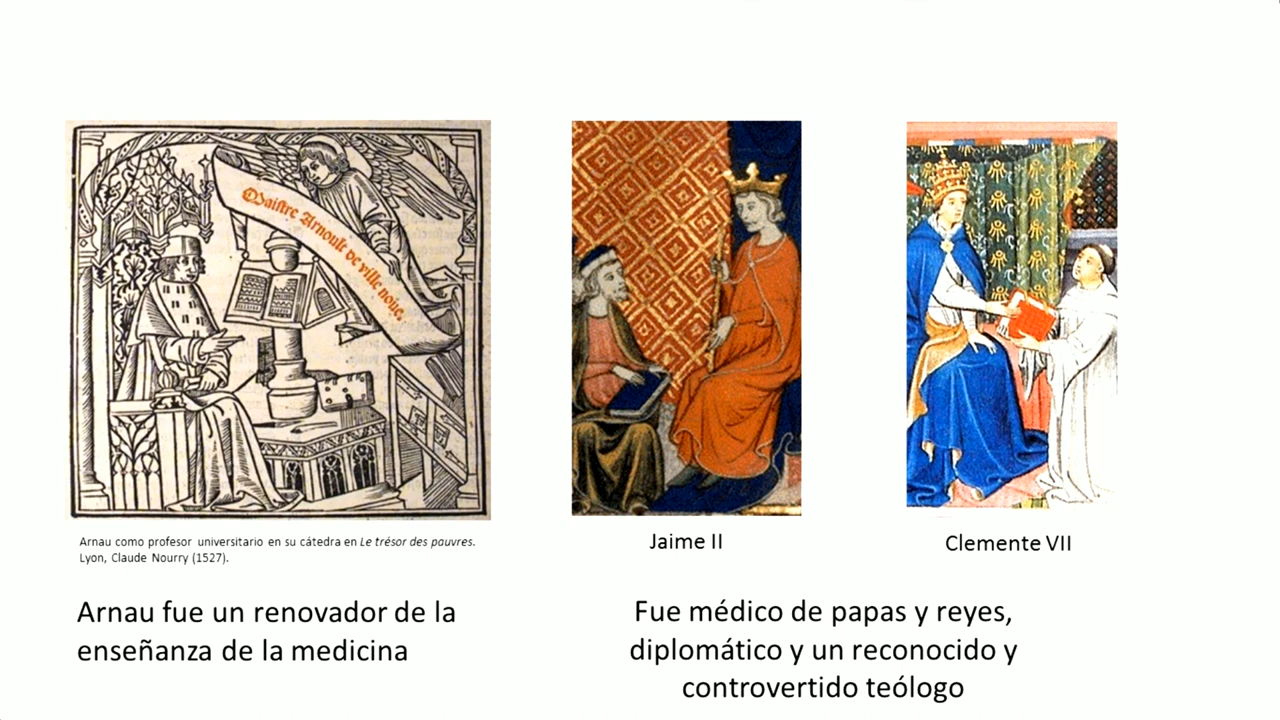 Maistre Arnoult de ville noive.
Arnau como profesor universitario en su cátedra en Le trésor des pauvres.
Lyon, Claude Nourry (1527).
Jaime II
Clemente VII
Arnau fue un renovador de la
enseñanza de la medicina
Fue médico de papas y reyes,
diplomático y un reconocido y
controvertido teólogo